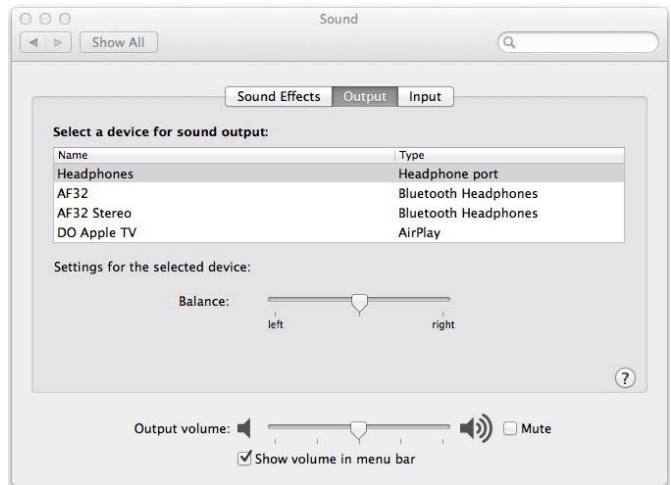 Sound
Show All
Sound Effects Output Input
Select a device for sound output:
Name Type
Headphones Headphone port
AF32 Bluetooth Headphones
AF32 Stereo Bluetooth Headphones
DO Apple TV AirPlay
Settings for the selected device:
Balance:
left right
?
Output volume: Mute
Show volume in menu bar